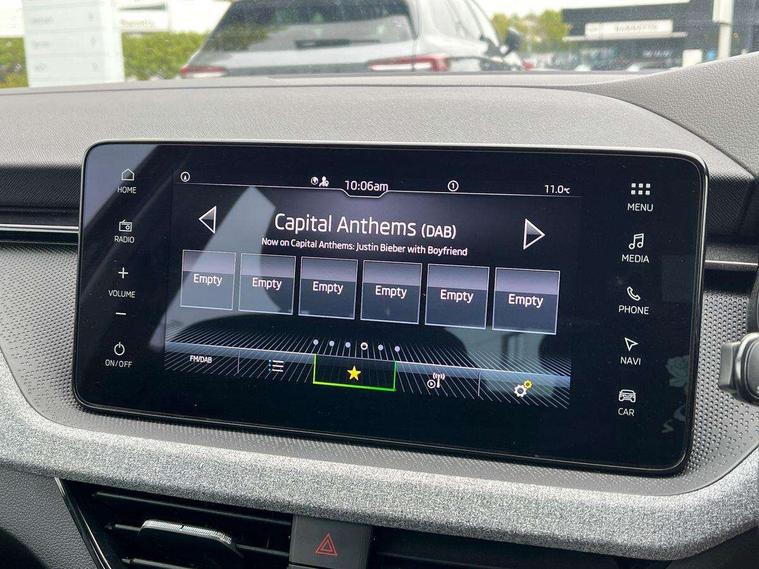 10:06am
11.0°C
HOME
RADIO
VOLUME
ON/OFF
Capital Anthems (DAB)
Now on Capital Anthems: Justin Bieber with Boyfriend
Empty
Empty
Empty
Empty
Empty
Empty
FM/DAB
MENU
MEDIA
PHONE
NAVI
CAR